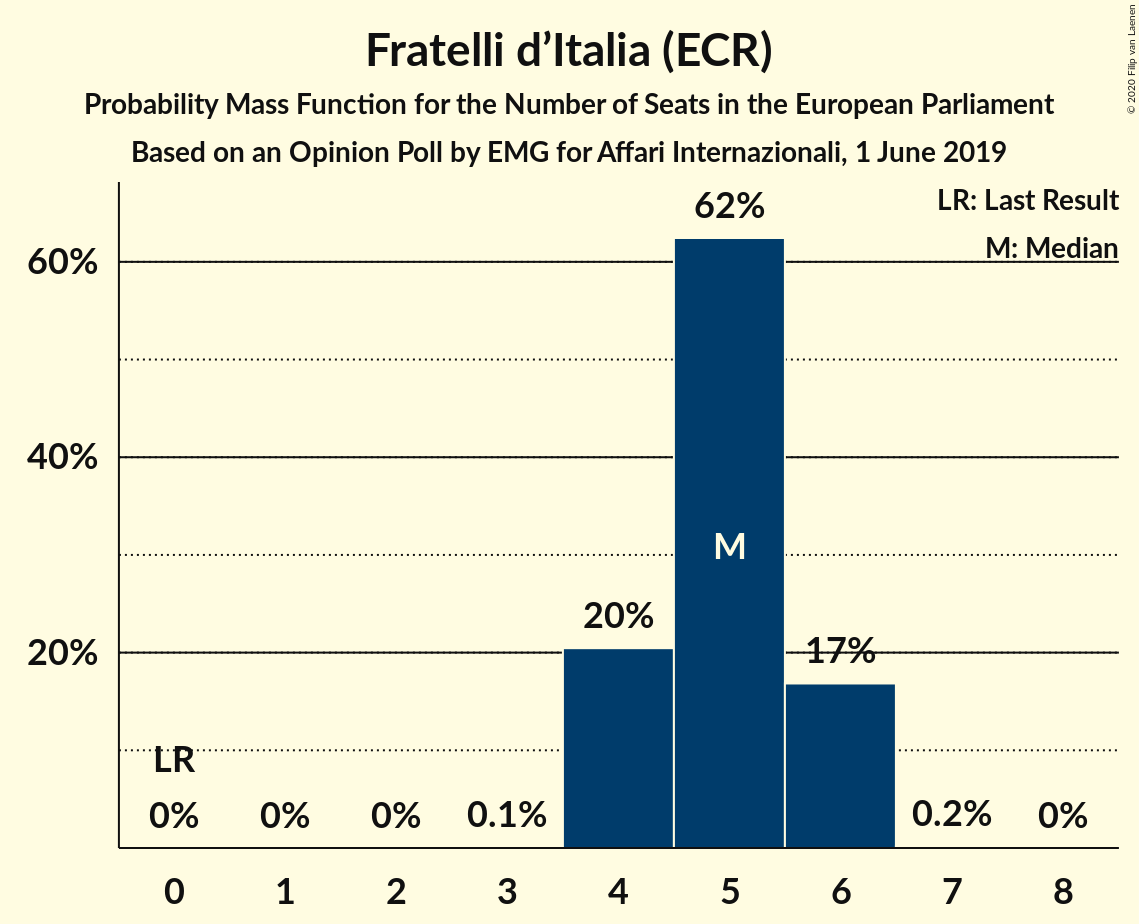 Fratelli d’Italia (ECR)
Probability Mass Function for the Number of Seats in the European Parliament
Based on an Opinion Poll by EMG for Affari Internazionali, 1 June 2019
© 2020 Filip van Laenen
LR: Last Result
M: Median
62%
60%
40%
M
20%
17%
20%
LR
0%
0%
0%
0.1%
0.2%
0%
0 1 2 3 4 5 6 7 8